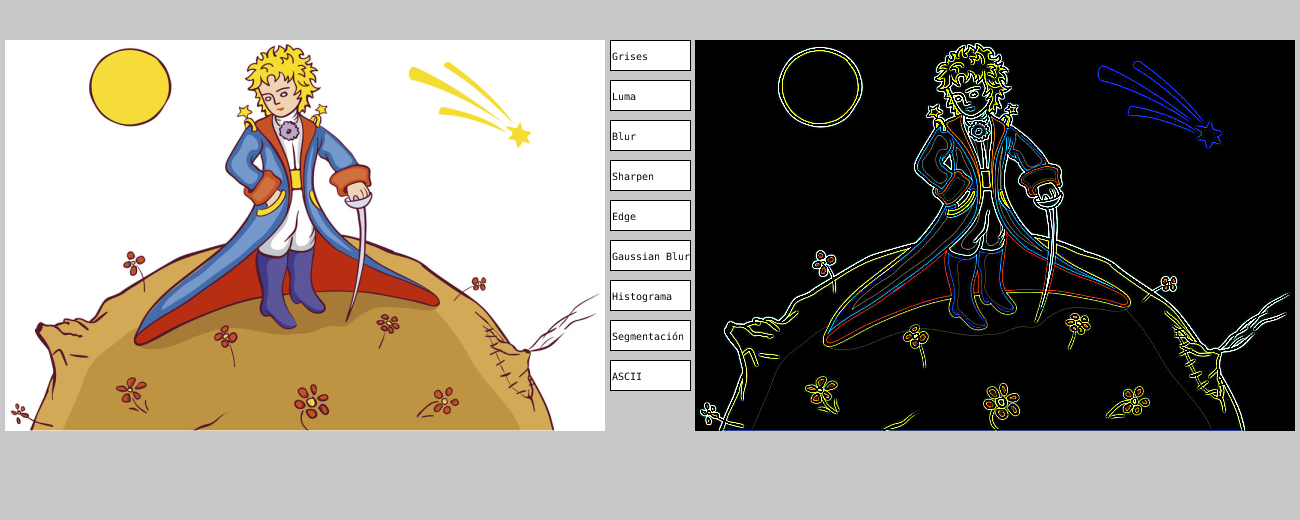 Grises
Luma
Blur
Sharpen
Edge
Gaussian Blur
Histograma
Segmentación
ASCII